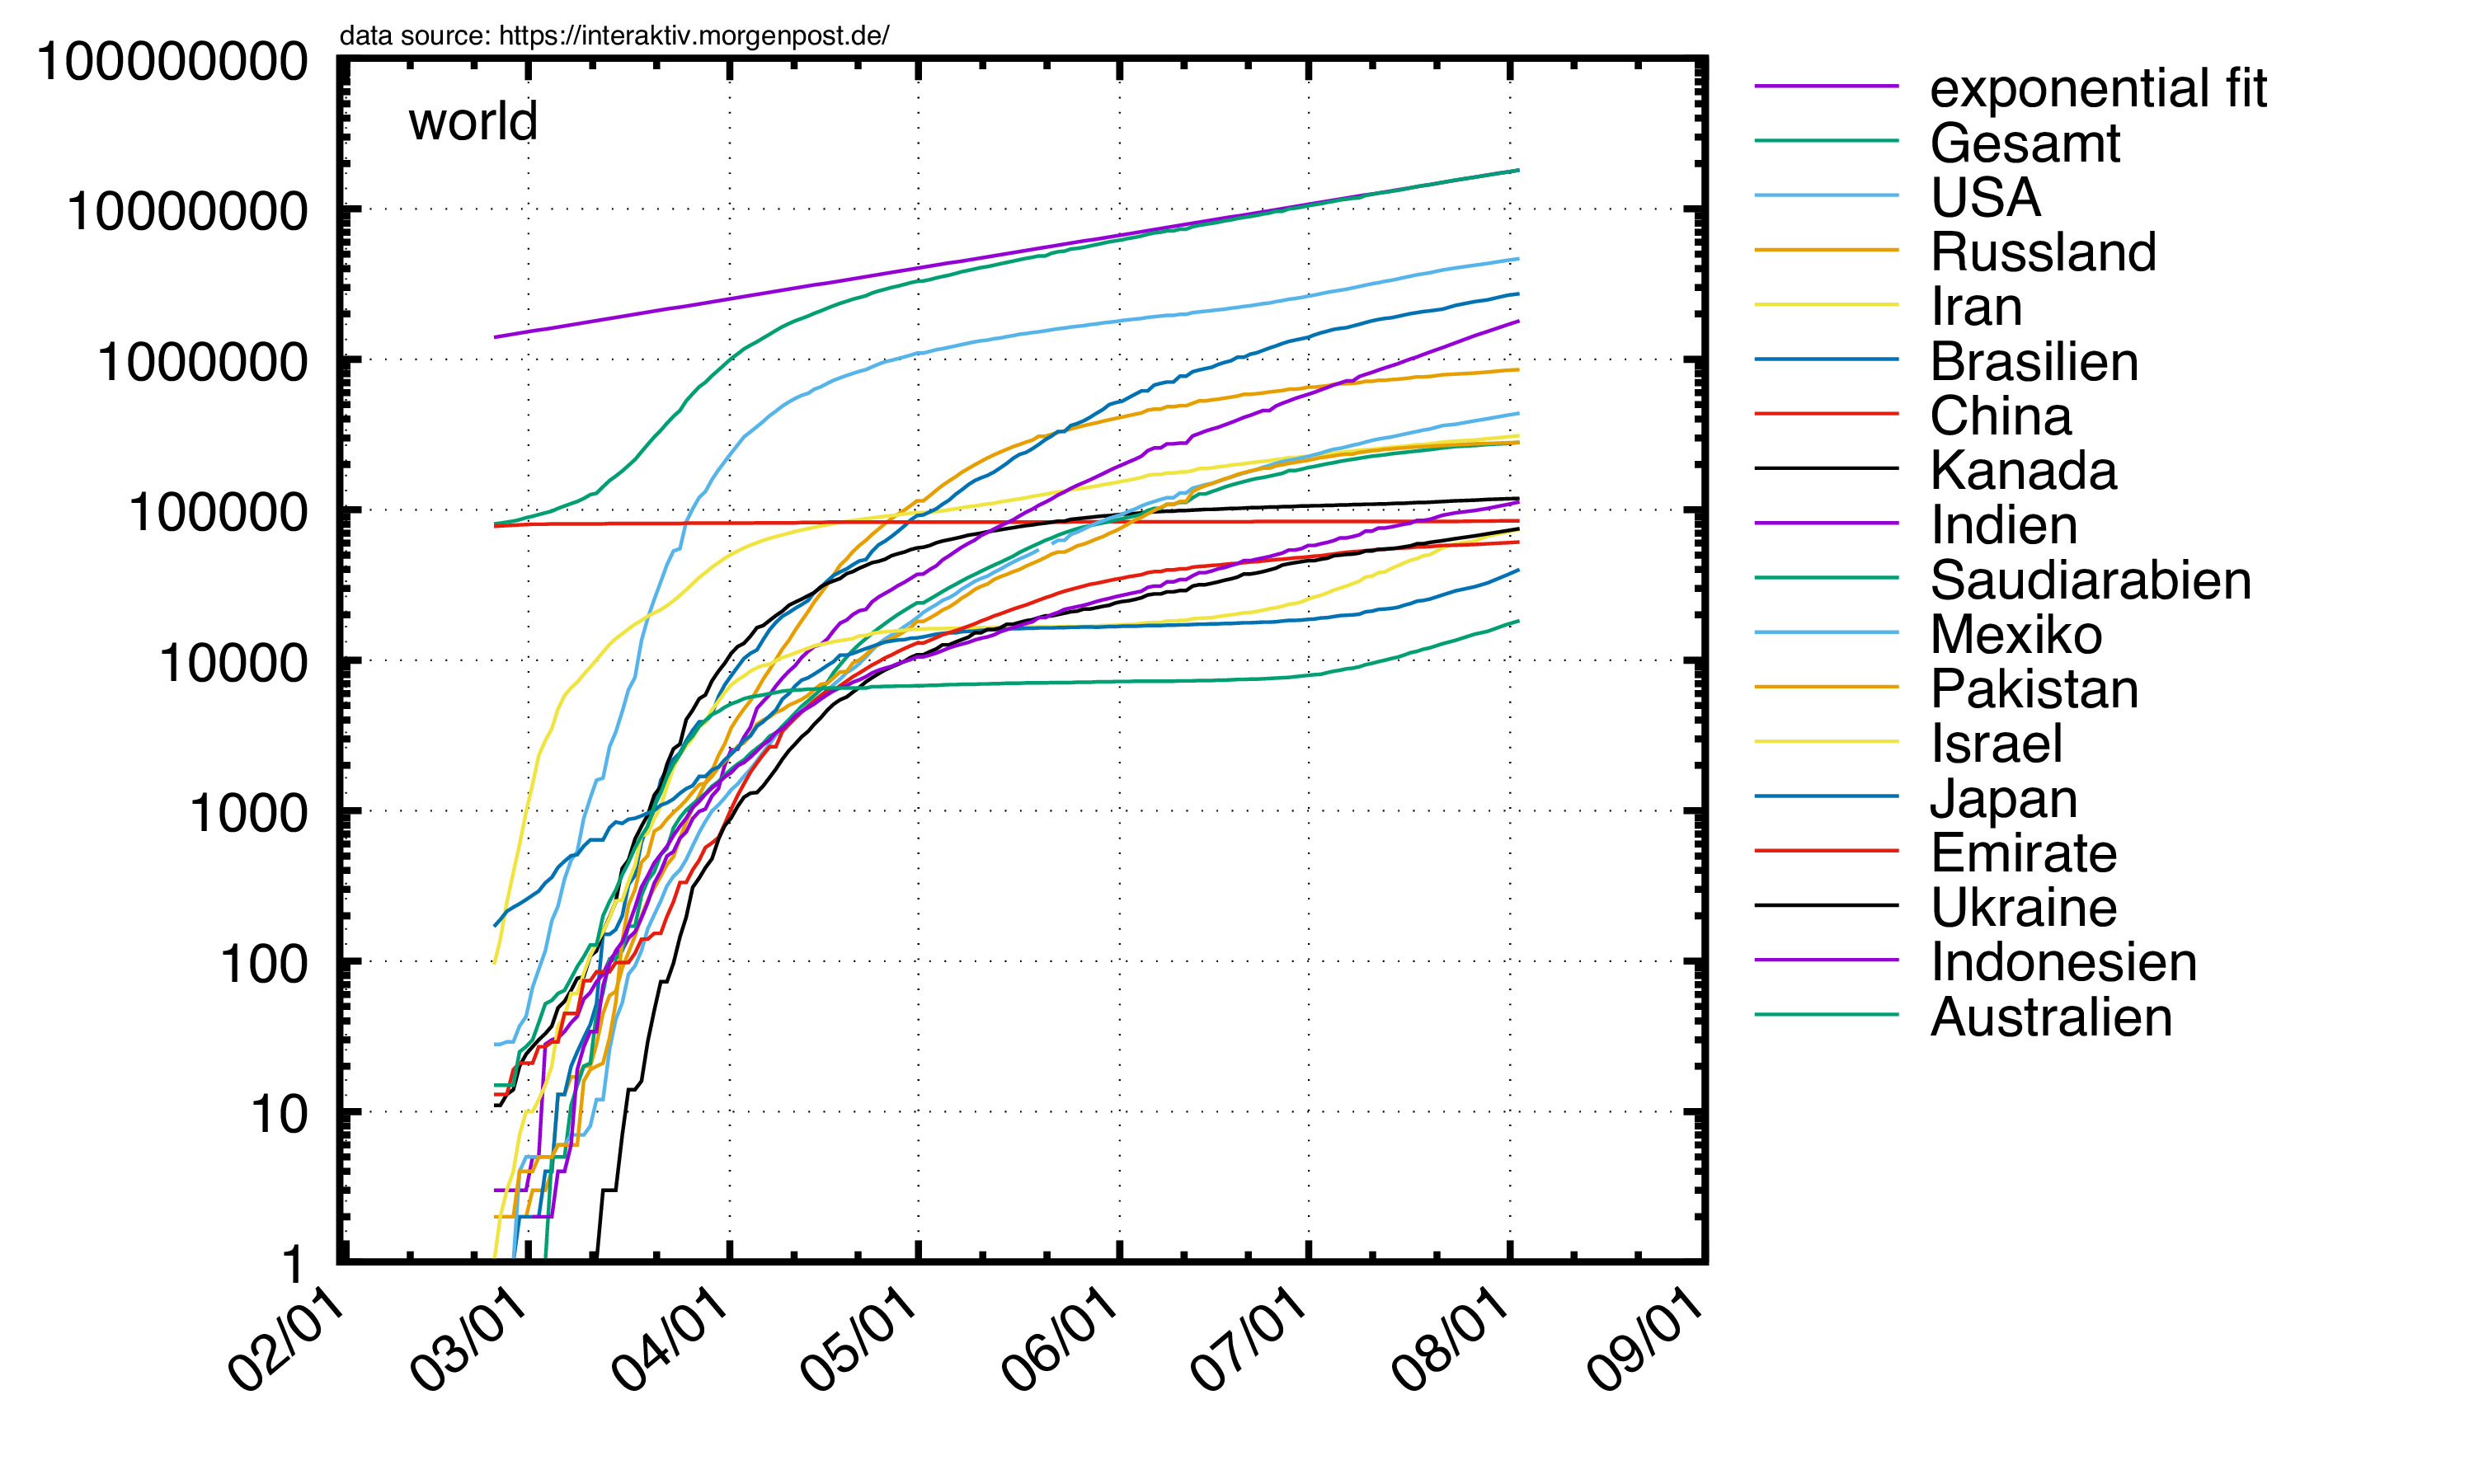 data source: https://interaktiv.morgenpost.de/
world
100000000
10000000
1000000
100000
10000
1000
100
10
1
02/01
03/01
04/01
05/01
06/01
07/01
08/01
09/01
exponential fit
Gesamt
USA
Russland
Iran
Brasilien
China
Kanada
Indien
Saudiarabien
Mexiko
Pakistan
Israel
Japan
Emirate
Ukraine
Indonesien
Australien